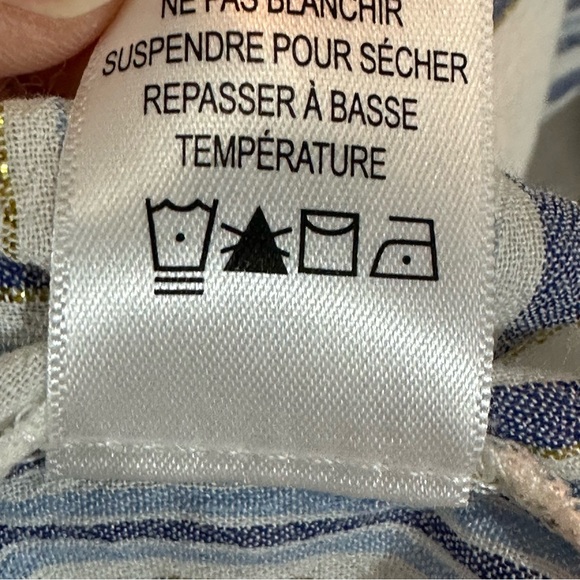 NE PAS BLANCHIR
SUSPENDRE POUR SÉCHER
REPASSER À BASSE
TEMPÉRATURE